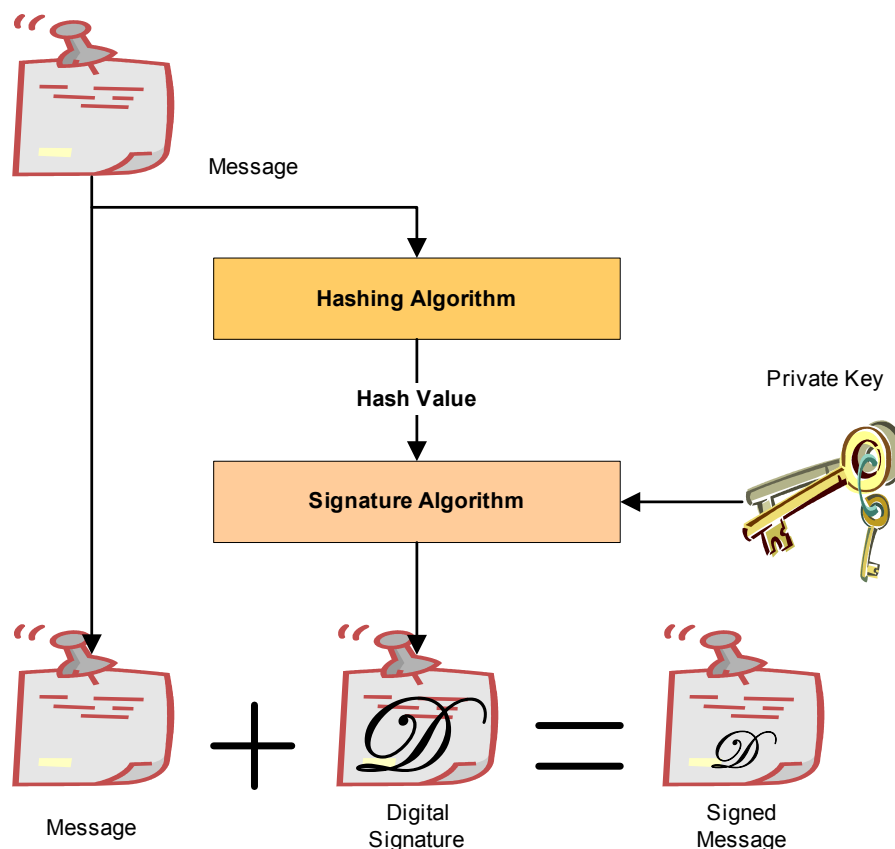 Message
Hashing Algorithm
Hash Value
Private Key
Signature Algorithm
D
D
Message
Digital
Signature
Signed
Message